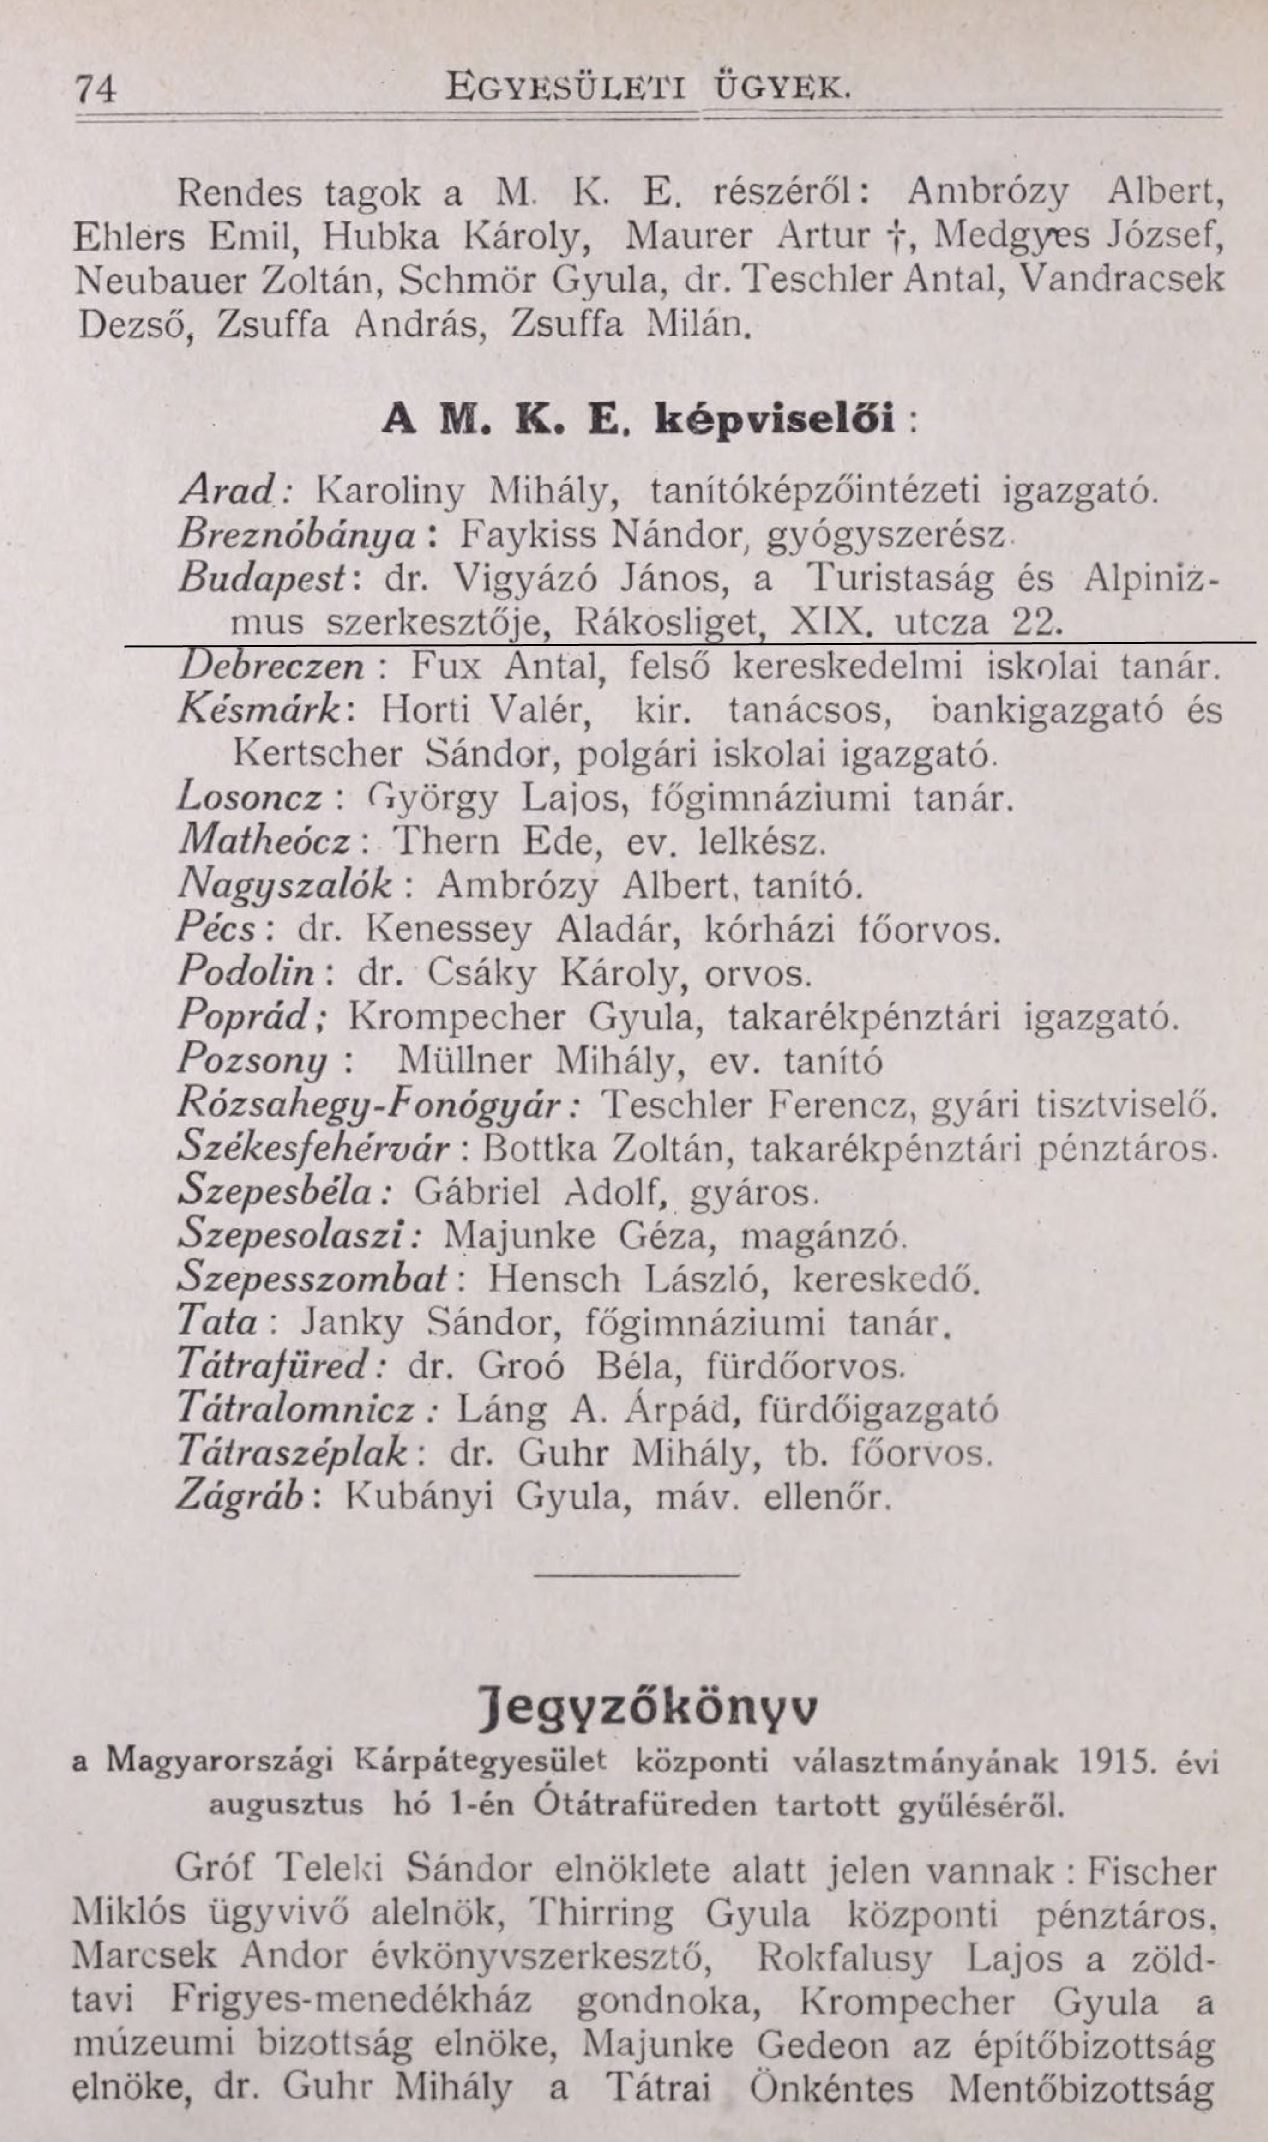 74 EGYESÜLETI ÜGYEK.
Rendes tagok a M. K. E. részéről: Ambrózy Albert,
Ehlers Emil, Hubka Károly, Maurer Artur †, Medgyes József,
Neubauer Zoltán, Schmör Gyula, dr. Teschler Antal, Vandracsek
Dezső, Zsuffa András, Zsuffa Milán.
A M. K. E. képviselői :
Arad : Karoliny Mihály, tanítóképzőintézeti igazgató.
Breznóbánya : Faykiss Nándor, gyógyszerész.
Budapest : dr. Vigyázó János, a Turistaság és Alpiniz-
mus szerkesztője, Rákosliget, XIX. utcza 22.
Debreczen : Fux Antal, felső kereskedelmi iskolai tanár.
Késmárk : Horti Valér, kir. tanácsos, bankigazgató és
Kertscher Sándor, polgári iskolai igazgató.
Losoncz : György Lajos, főgimnáziumi tanár.
Matheócz : Thern Ede, ev. lelkész.
Nagyszalók : Ambrózy Albert, tanító.
Pécs : dr. Kenessey Aladár, kórházi főorvos.
Podolin : dr. Csáky Károly, orvos.
Poprád ; Krompecher Gyula, takarékpénztári igazgató.
Pozsony : Müllner Mihály, ev. tanító
Rózsahegy-Fonógyár : Teschler Ferencz, gyári tisztviselő.
Székesfehérvár : Bottka Zoltán, takarékpénztári pénztáros.
Szepesbéla : Gábriel Adolf, gyáros.
Szepesolaszi : Majunke Géza, magánzó.
Szepesszombat : Hensch László, kereskedő.
Tata : Janky Sándor, főgimnáziumi tanár.
Tátrafüred : dr. Groó Béla, fürdőorvos.
Tátralomnicz : Láng A. Árpád, fürdőigazgató
Tátraszéplak : dr. Guhr Mihály, tb. főorvos.
Zágráb : Kubányi Gyula, máv. ellenőr.
Jegyzőkönyv
a Magyarországi Kárpátegyesület központi választmányának 1915. évi
augusztus hó 1-én Ótátrafüreden tartott gyűléséről.
Gróf Teleki Sándor elnöklete alatt jelen vannak : Fischer
Miklós ügyvivő alelnök, Thirring Gyula központi pénztáros,
Marcsek Andor évkönyvszerkesztő, Rokfalusy Lajos a zöld-
tavi Frigyes-menedékház gondnoka, Krompecher Gyula a
múzeumi bizottság elnöke, Majunke Gedeon az építőbizottság
elnöke, dr. Guhr Mihály a Tátrai Önkéntes Mentőbizottság